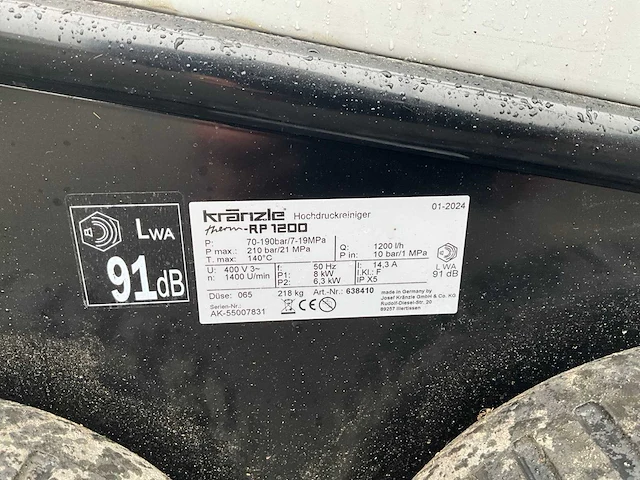 LWA
91dB
Kränzle Hochdruckreiniger 01-2024
therm-RP 1200
P: 70-190bar/7-19MPa Q: 1200 l/h
P max.: 210 bar/21 MPa P in: 10 bar/1 MPa
T. max: 140°C
U: 400 V 3~ f: 50 Hz I: 14,3 A
n: 1400 U/min P1: 8 kW I.Kl.: F
P2: 6,3 kW IP X5
LWA
91 dB
Düse: 065 218 kg Art.-Nr.: 638410
Serien-Nr.:
AK-55007831
CE
made in Germany by
Josef Kränzle GmbH & Co. KG
Rudolf-Diesel-Str. 20
89257 Illertissen